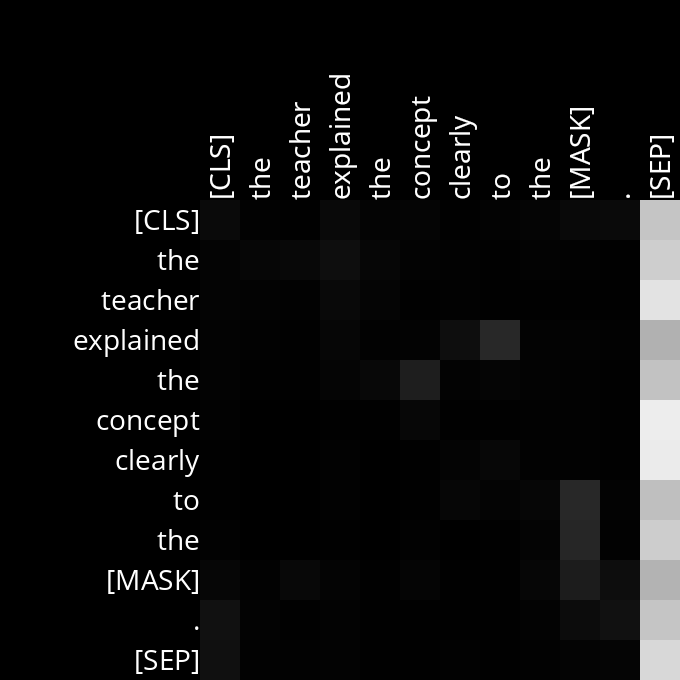 [CLS]
the
teacher
explained
the
concept
clearly
to
the
[MASK]
.
[SEP]
[CLS]
the
teacher
explained
the
concept
clearly
to
the
[MASK]
.
[SEP]